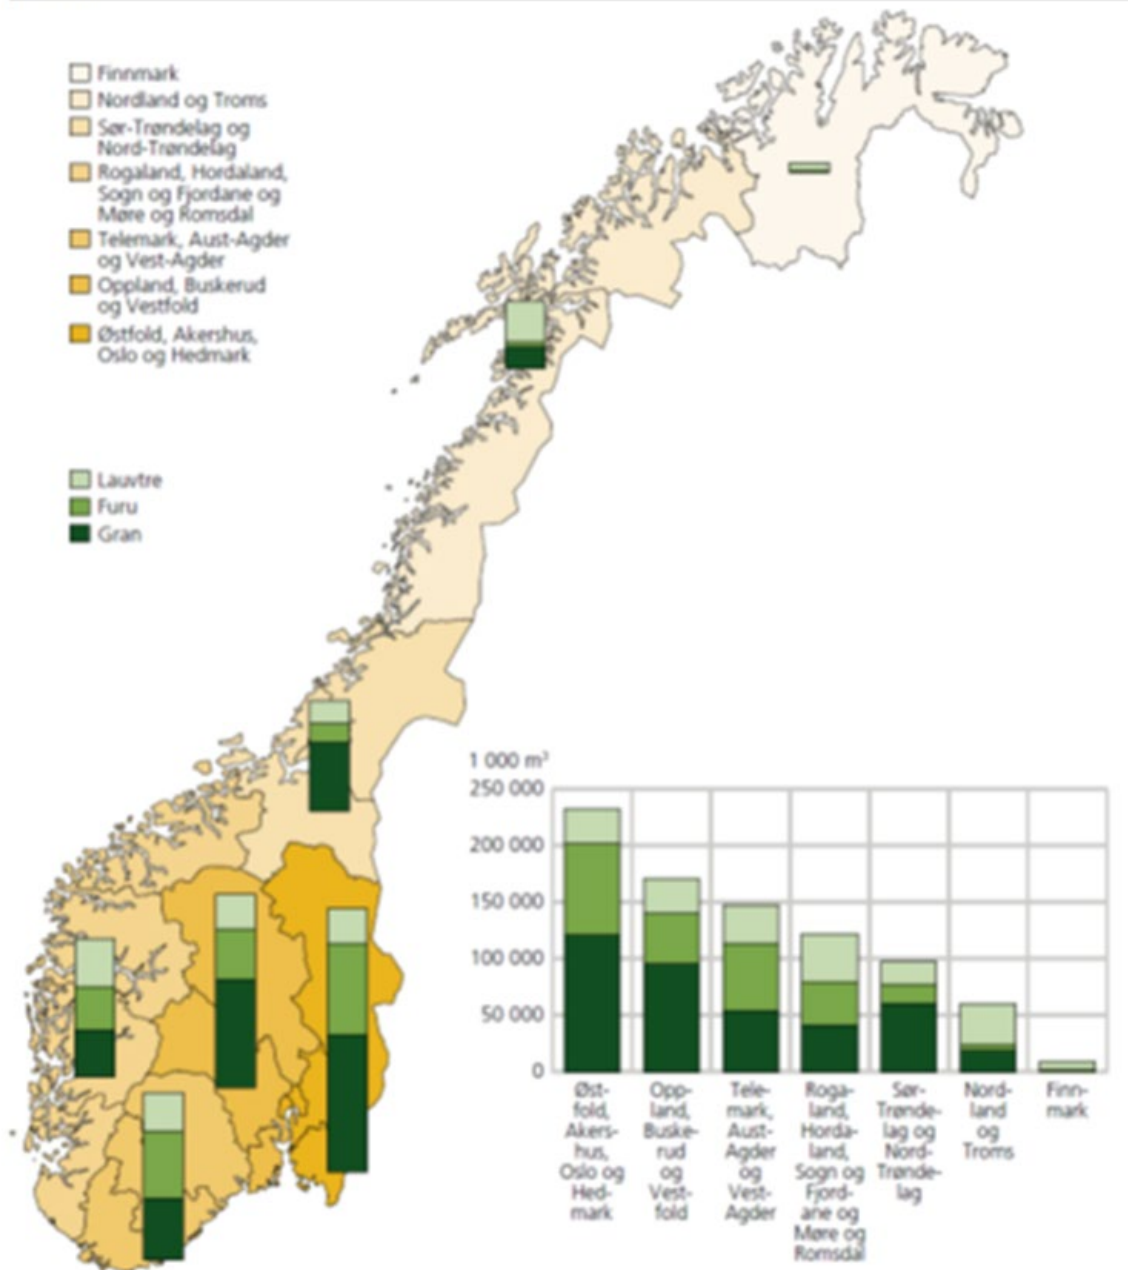 Finnmark
Nordland og Troms
Sør-Trøndelag og
Nord-Trøndelag
Rogaland, Hordaland,
Sogn og Fjordane og
Møre og Romsdal
Telemark, Aust-Agder
og Vest-Agder
Oppland, Buskerud
og Vestfold
Østfold, Akershus,
Oslo og Hedmark
Lauvtre
Furu
Gran
1 000 m³
250 000
200 000
150 000
100 000
50 000
0
Øst-
fold,
Akers-
hus,
Oslo og
Hed-
mark
Opp-
land,
Buske-
rud
og
Vest-
fold
Tele-
mark,
Aust-
Agder
og
Vest-
Agder
Roga-
land,
Horda-
land,
Sogn og
Fjord-
ane og
Møre og
Romsdal
Sør-
Trønde-
lag og
Nord-
Trønde-
lag
Nord-
land
og
Troms
Finn-
mark